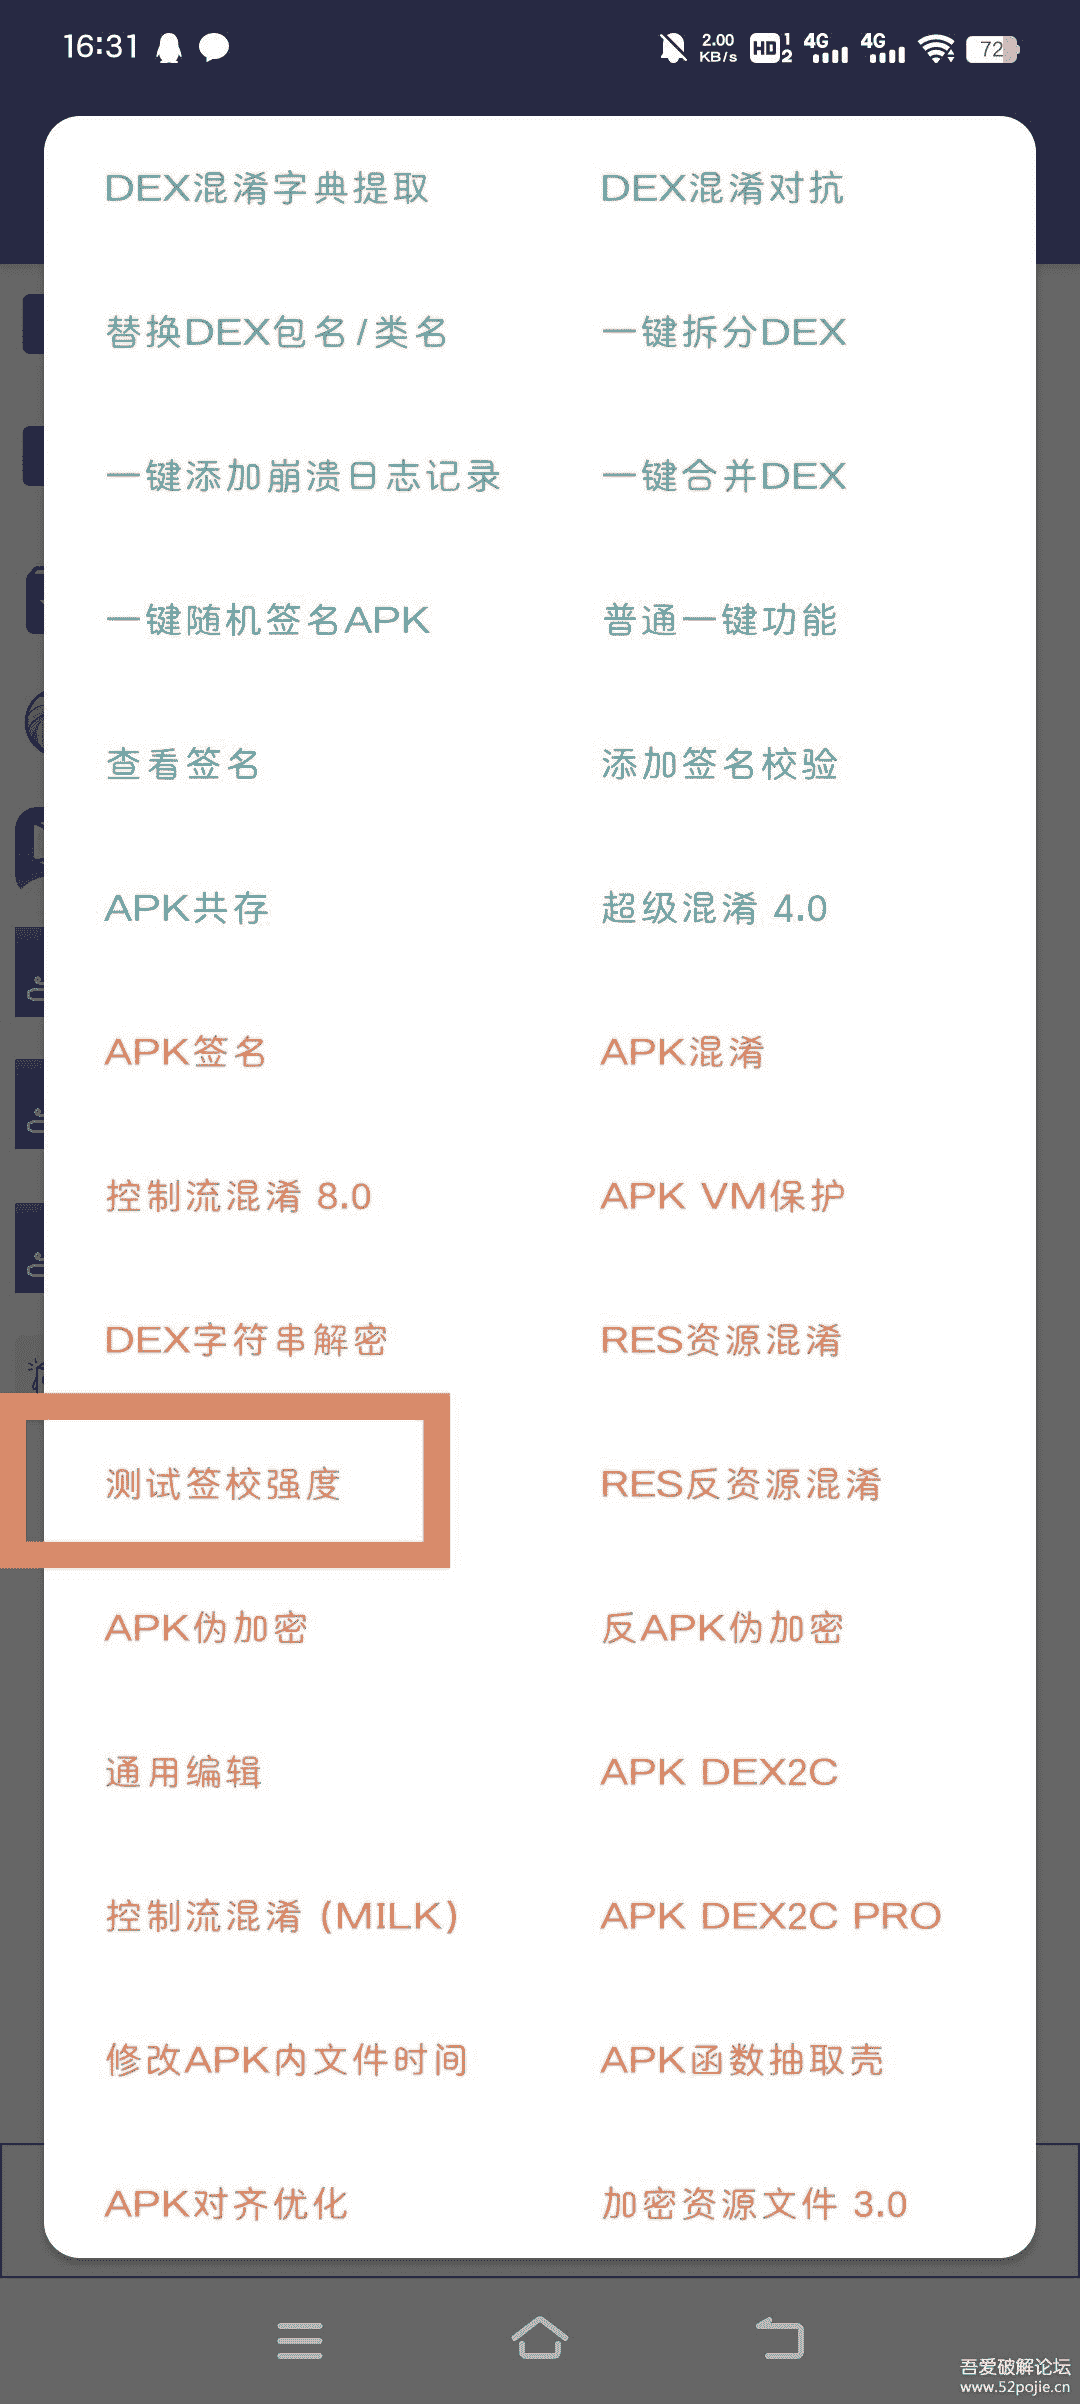 16:31 2.00 KB/s HD 1 2 4G 4G 72
DEX混淆字典提取 DEX混淆对抗
替换DEX包名/类名 一键拆分DEX
一键添加崩溃日志记录 一键合并DEX
一键随机签名APK 普通一键功能
查看签名 添加签名校验
APK共存 超级混淆 4.0
APK签名 APK混淆
控制流混淆 8.0 APK VM保护
DEX字符串解密 RES资源混淆
测试签校强度 RES反资源混淆
APK伪加密 反APK伪加密
通用编辑 APK DEX2C
控制流混淆 (MILK) APK DEX2C PRO
修改APK内文件时间 APK函数抽取壳
APK对齐优化 加密资源文件 3.0
吾爱破解论坛
www.52pojie.cn